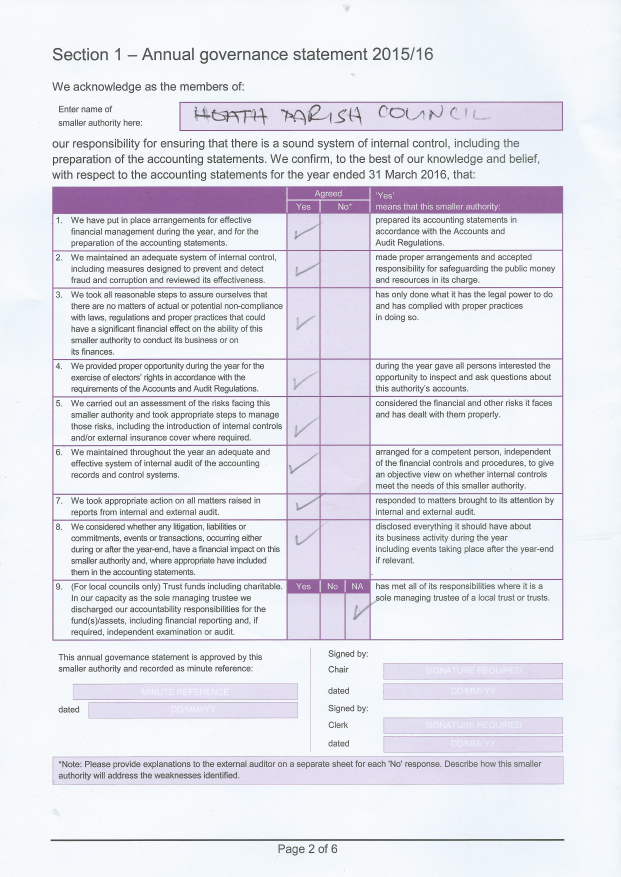 Section 1 – Annual governance statement 2015/16
We acknowledge as the members of:
Enter name of
smaller authority here:
HEATH PARISH COUNCIL
our responsibility for ensuring that there is a sound system of internal control, including the
preparation of the accounting statements. We confirm, to the best of our knowledge and belief,
with respect to the accounting statements for the year ended 31 March 2016, that:
Agreed
Yes No*
'Yes'
means that this smaller authority:
1. We have put in place arrangements for effective
financial management during the year, and for the
preparation of the accounting statements.
prepared its accounting statements in
accordance with the Accounts and
Audit Regulations.
2. We maintained an adequate system of internal control,
including measures designed to prevent and detect
fraud and corruption and reviewed its effectiveness.
made proper arrangements and accepted
responsibility for safeguarding the public money
and resources in its charge.
3. We took all reasonable steps to assure ourselves that
there are no matters of actual or potential non-compliance
with laws, regulations and proper practices that could
have a significant financial effect on the ability of this
smaller authority to conduct its business or on
its finances.
has only done what it has the legal power to do
and has complied with proper practices
in doing so.
4. We provided proper opportunity during the year for the
exercise of electors' rights in accordance with the
requirements of the Accounts and Audit Regulations.
during the year gave all persons interested the
opportunity to inspect and ask questions about
this authority's accounts.
5. We carried out an assessment of the risks facing this
smaller authority and took appropriate steps to manage
those risks, including the introduction of internal controls
and/or external insurance cover where required.
considered the financial and other risks it faces
and has dealt with them properly.
6. We maintained throughout the year an adequate and
effective system of internal audit of the accounting
records and control systems.
arranged for a competent person, independent
of the financial controls and procedures, to give
an objective view on whether internal controls
meet the needs of this smaller authority.
7. We took appropriate action on all matters raised in
reports from internal and external audit.
responded to matters brought to its attention by
internal and external audit.
8. We considered whether any litigation, liabilities or
commitments, events or transactions, occurring either
during or after the year-end, have a financial impact on this
smaller authority and, where appropriate have included
them in the accounting statements.
disclosed everything it should have about
its business activity during the year
including events taking place after the year-end
if relevant.
9. (For local councils only) Trust funds including charitable.
In our capacity as the sole managing trustee we
discharged our accountability responsibilities for the
fund(s)/assets, including financial reporting and, if
required, independent examination or audit.
Yes No NA
has met all of its responsibilities where it is a
sole managing trustee of a local trust or trusts.
This annual governance statement is approved by this
smaller authority and recorded as minute reference:
MINUTE REFERENCE
dated DD/MM/YY
Signed by:
Chair SIGNATURE REQUIRED
dated DD/MM/YY
Signed by:
Clerk SIGNATURE REQUIRED
dated DD/MM/YY
*Note: Please provide explanations to the external auditor on a separate sheet for each 'No' response. Describe how this smaller
authority will address the weaknesses identified.
Page 2 of 6